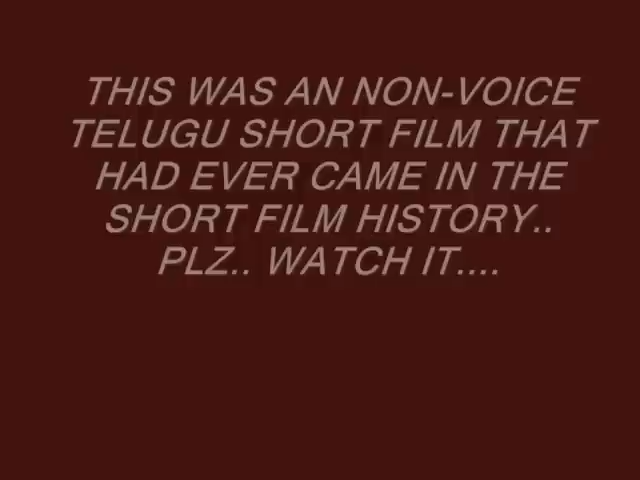 THIS WAS AN NON-VOICE
TELUGU SHORT FILM THAT
HAD EVER CAME IN THE
SHORT FILM HISTORY..
PLZ.. WATCH IT....